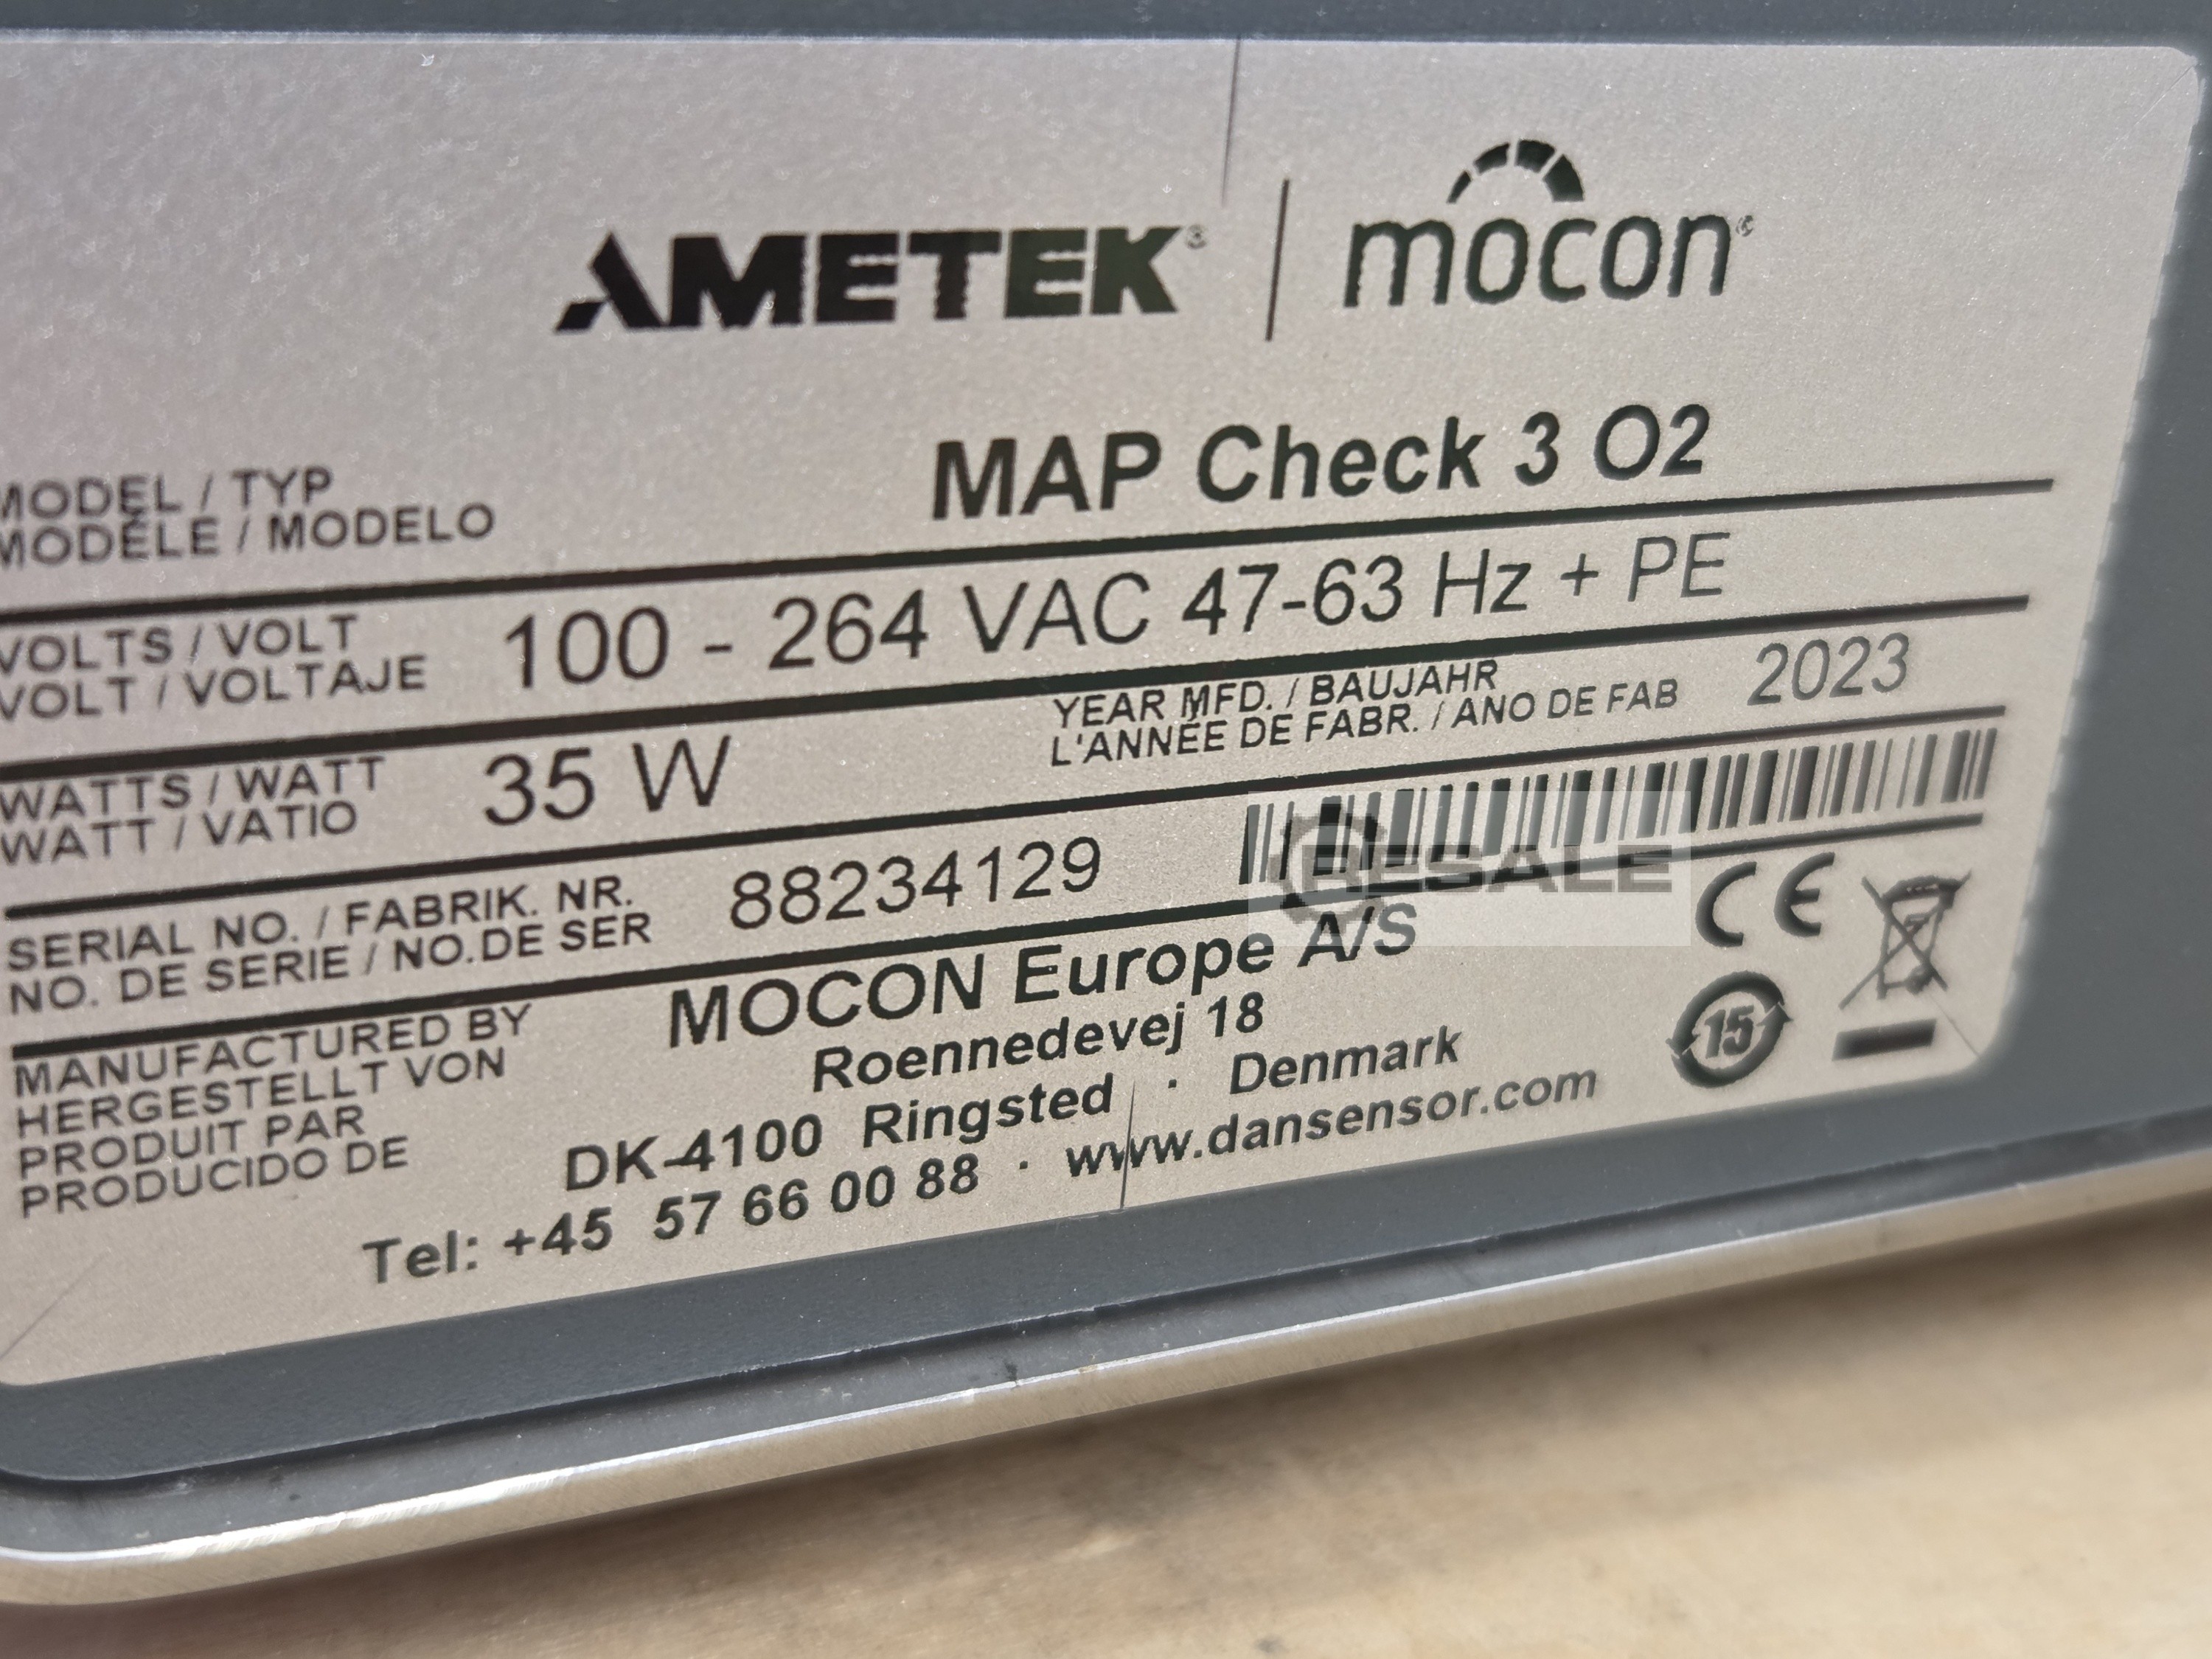 AMETEK® | mocon®
MODEL / TYP
MODÈLE / MODELO
MAP Check 3 O2
VOLTS / VOLT
VOLT / VOLTAJE
100 - 264 VAC 47-63 Hz + PE
WATTS / WATT
WATT / VATIO
35 W
YEAR MFD. / BAUJAHR
L'ANNÉE DE FABR. / ANO DE FAB
2023
SERIAL NO. / FABRIK. NR.
NO. DE SERIE / NO.DE SER
88234129
RESALE
MANUFACTURED BY
HERGESTELLT VON
PRODUIT PAR
PRODUCIDO DE
MOCON Europe A/S
Roennedevej 18
DK-4100 Ringsted · Denmark
Tel: +45 57 66 00 88 · www.dansensor.com
CE
15